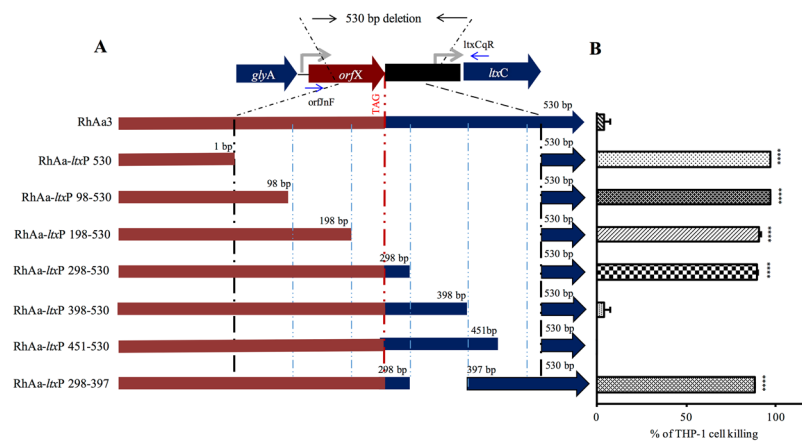 530 bp deletion
A
B
ltxCqR
glyA
orfX
ltxC
orfJnF
TAG
530 bp
RhAa3
1 bp
530 bp
RhAa-ltxP 530
98 bp
530 bp
RhAa-ltxP 98-530
198 bp
530 bp
RhAa-ltxP 198-530
298 bp
530 bp
RhAa-ltxP 298-530
398 bp
530 bp
RhAa-ltxP 398-530
451bp
530 bp
RhAa-ltxP 451-530
298 bp
397 bp
530 bp
RhAa-ltxP 298-397
****
****
****
****
****
0 50 100
% of THP-1 cell killing